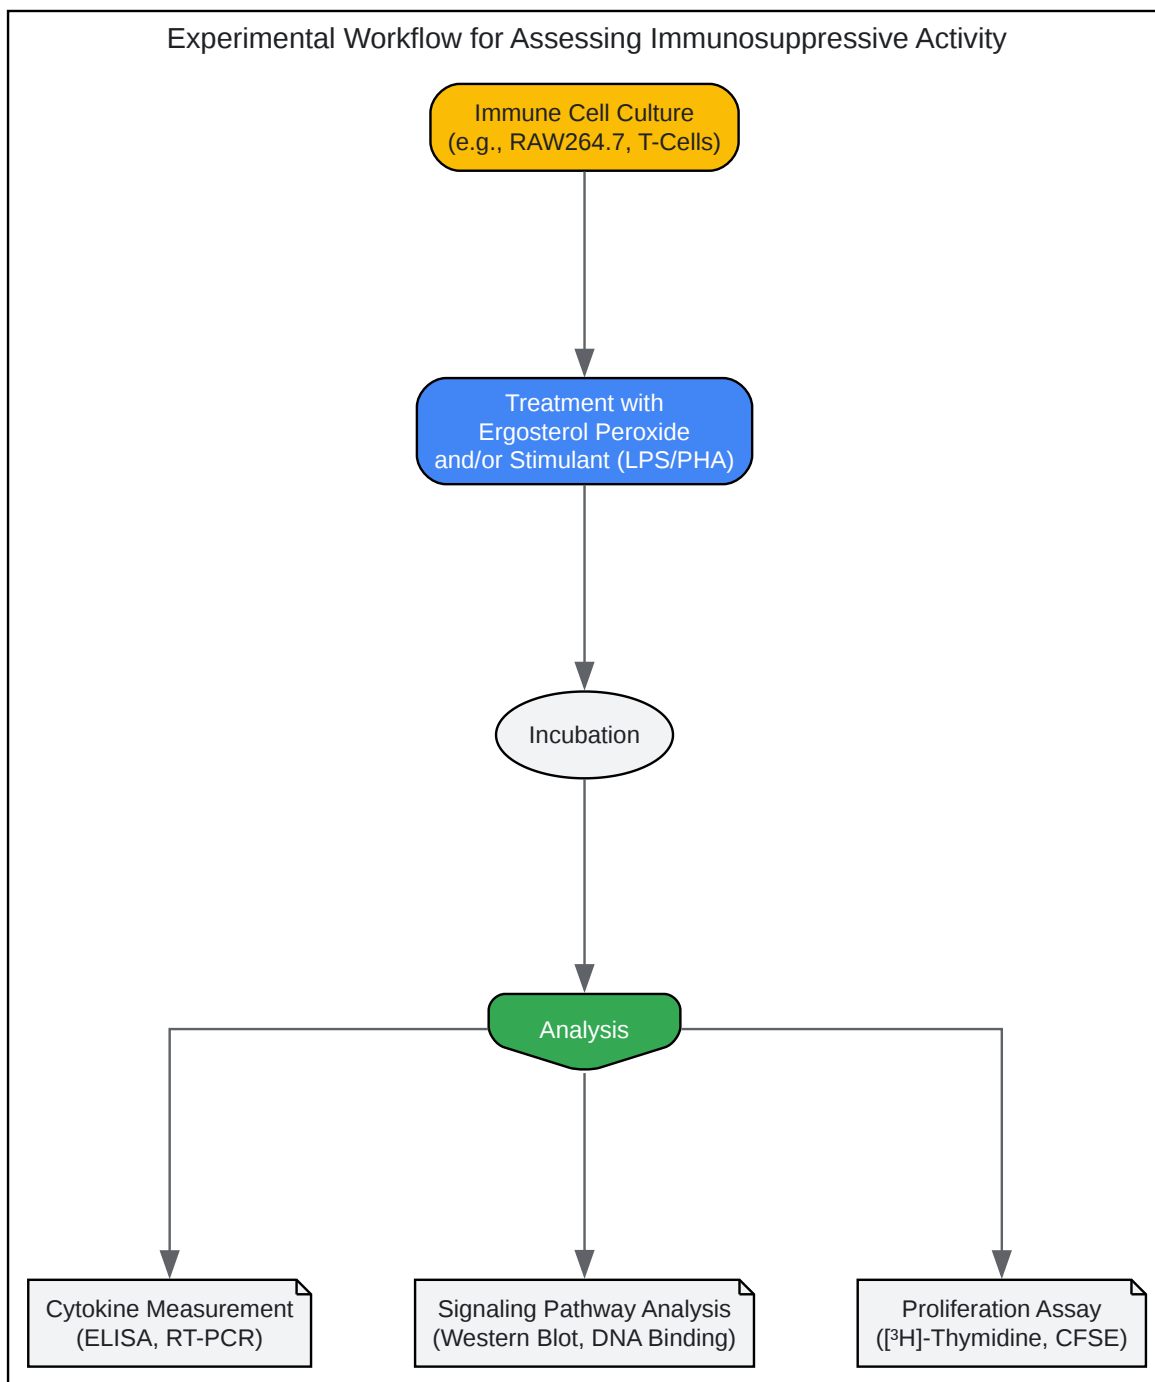 Experimental Workflow for Assessing Immunosuppressive Activity
Immune Cell Culture
(e.g., RAW264.7, T-Cells)
Treatment with
Ergosterol Peroxide
and/or Stimulant (LPS/PHA)
Incubation
Analysis
Cytokine Measurement
(ELISA, RT-PCR)
Signaling Pathway Analysis
(Western Blot, DNA Binding)
Proliferation Assay
([³H]-Thymidine, CFSE)